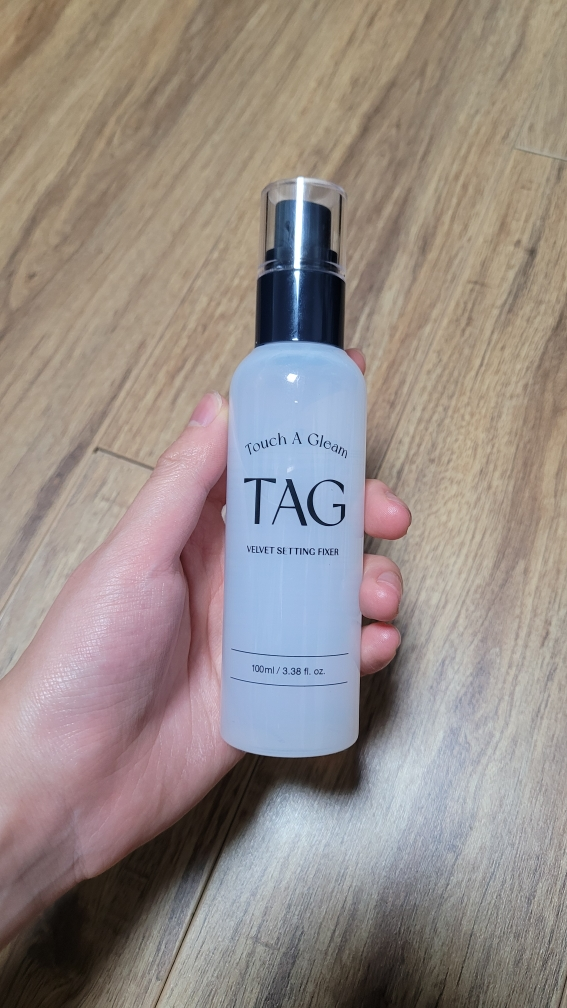 Touch A Gleam
TAG
VELVET SETTING FIXER
100ml / 3.38 fl. oz.